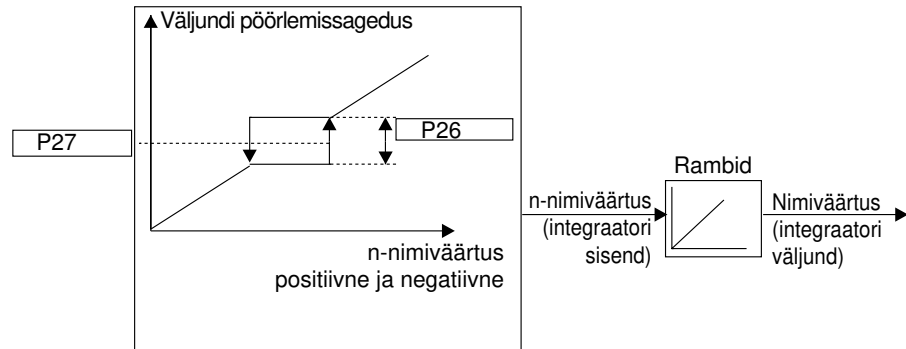 Väljundi pöörlemissagedus
P27
P26
n-nimiväärtus
positiivne ja negatiivne
n-nimiväärtus
(integraatori
sisend)
Rambid
Nimiväärtus
(integraatori
väljund)